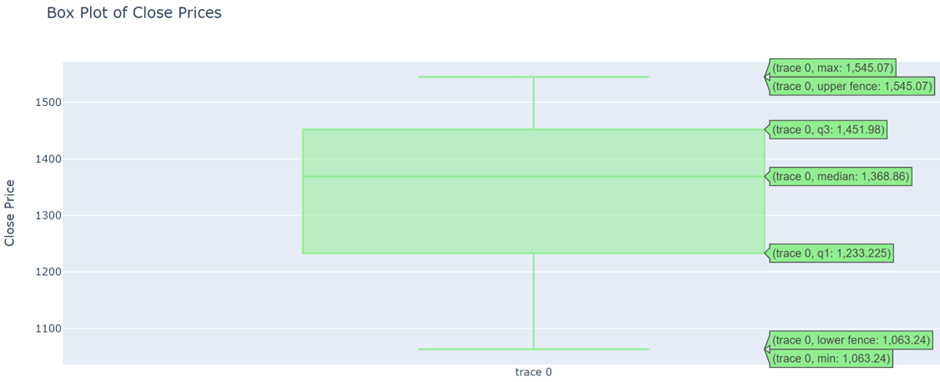 Box Plot of Close Prices
(trace 0, max: 1,545.07)
(trace 0, upper fence: 1,545.07)
1500
(trace 0, q3: 1,451.98)
1400
(trace 0, median: 1,368.86)
Close Price
1300
(trace 0, q1: 1,233.225)
1200
1100
(trace 0, lower fence: 1,063.24)
(trace 0, min: 1,063.24)
trace 0